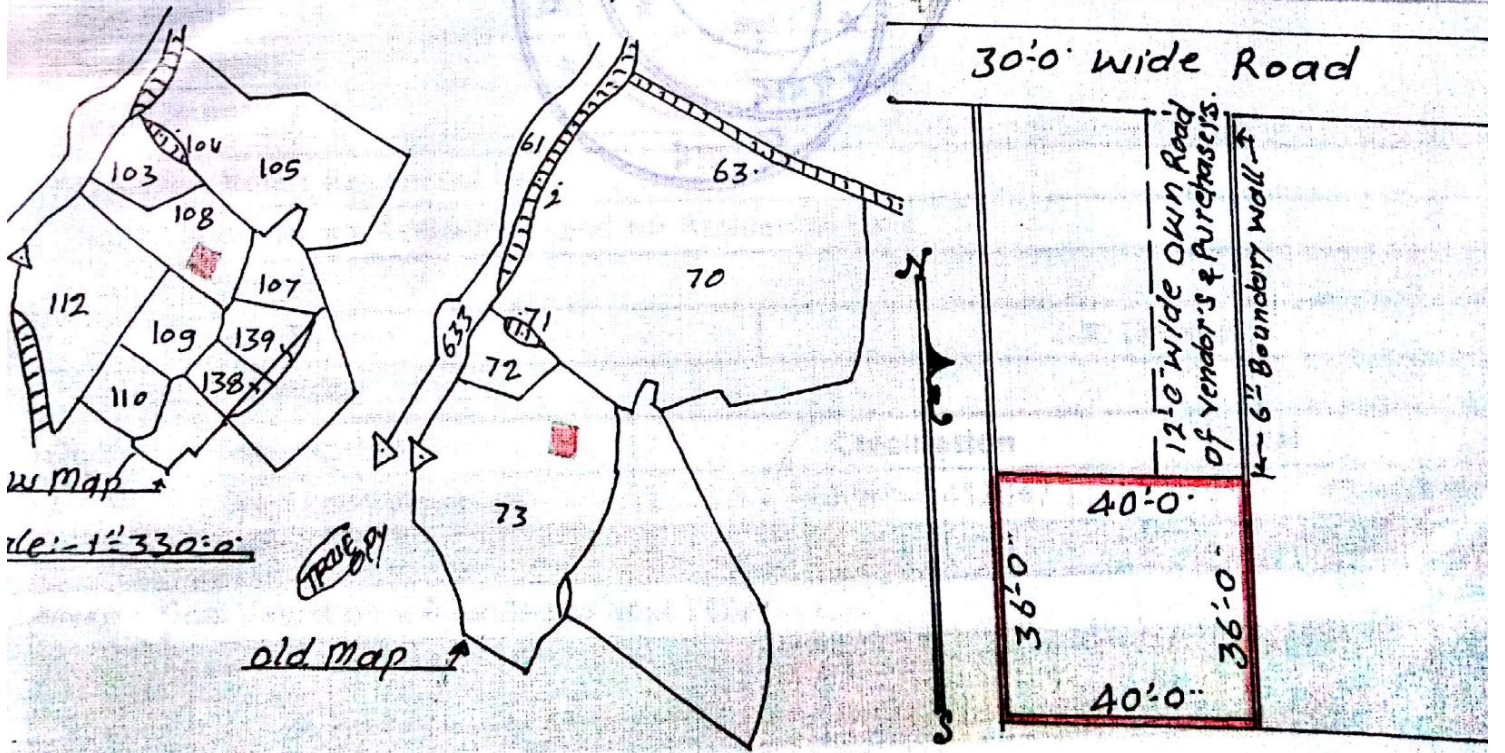 104
103
105
108
107
112
109
139
138
110
w Map
ale:- 1"=330'-0"
61
2
63.
70
633
71
72
73
TRUE COPY
old Map
30'-0" Wide Road
12'-0" Wide Own Road
of Vendor's & Purchasers.
6" Boundary Wall
N
S
40'-0"
36'-0"
36'-0"
40'-0"